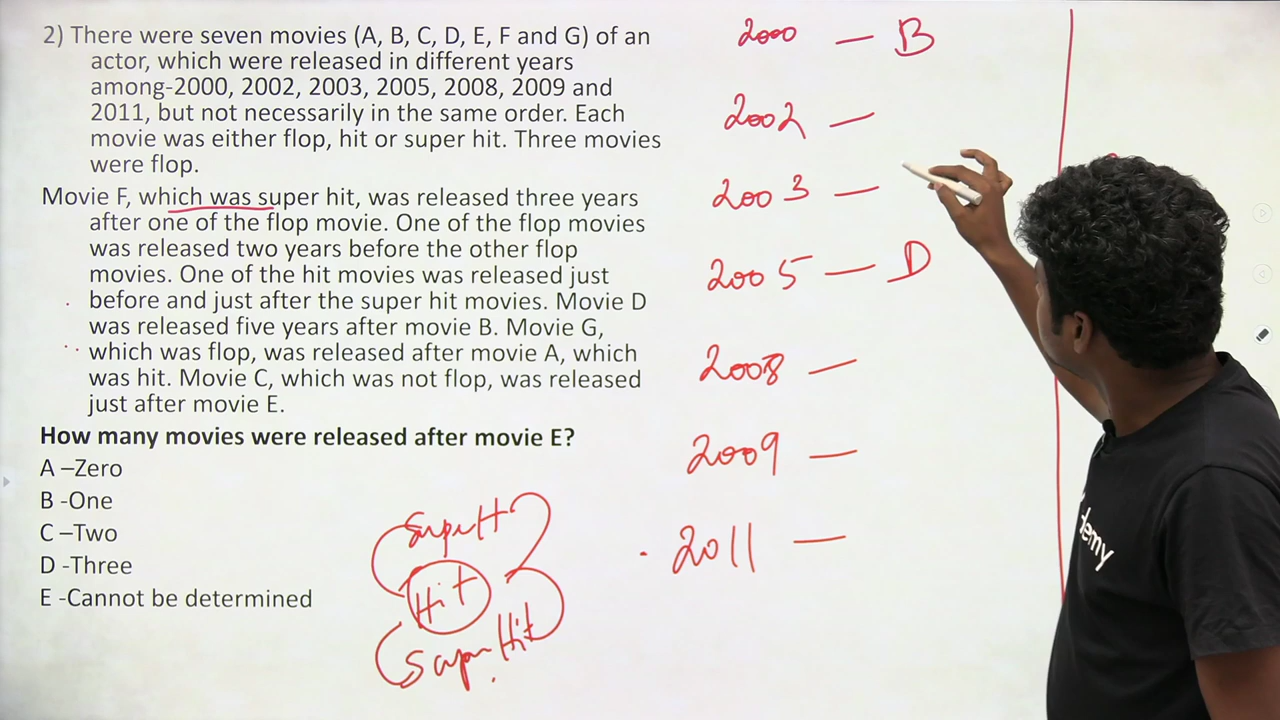 2) There were seven movies (A, B, C, D, E, F and G) of an
actor, which were released in different years
among-2000, 2002, 2003, 2005, 2008, 2009 and
2011, but not necessarily in the same order. Each
movie was either flop, hit or super hit. Three movies
were flop.
Movie F, which was super hit, was released three years
after one of the flop movie. One of the flop movies
was released two years before the other flop
movies. One of the hit movies was released just
before and just after the super hit movies. Movie D
was released five years after movie B. Movie G,
which was flop, was released after movie A, which
was hit. Movie C, which was not flop, was released
just after movie E.
How many movies were released after movie E?
A –Zero
B -One
C –Two
D -Three
E -Cannot be determined
2000 — B
2002 —
2003 —
2005 — D
2008 —
2009 —
2011 —
SuperH
Hit
Super Hit
demy